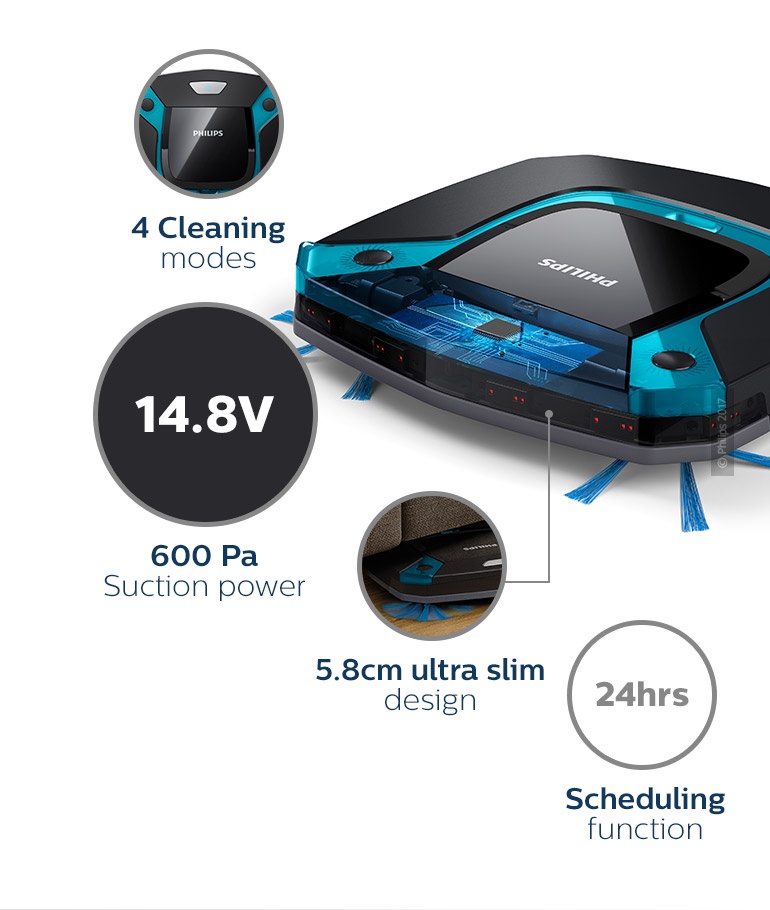 PHILIPS
4 Cleaning
modes
PHILIPS
14.8V
© Philips 2017
600 Pa
Suction power
PHILIPS
5.8cm ultra slim
design
24hrs
Scheduling
function